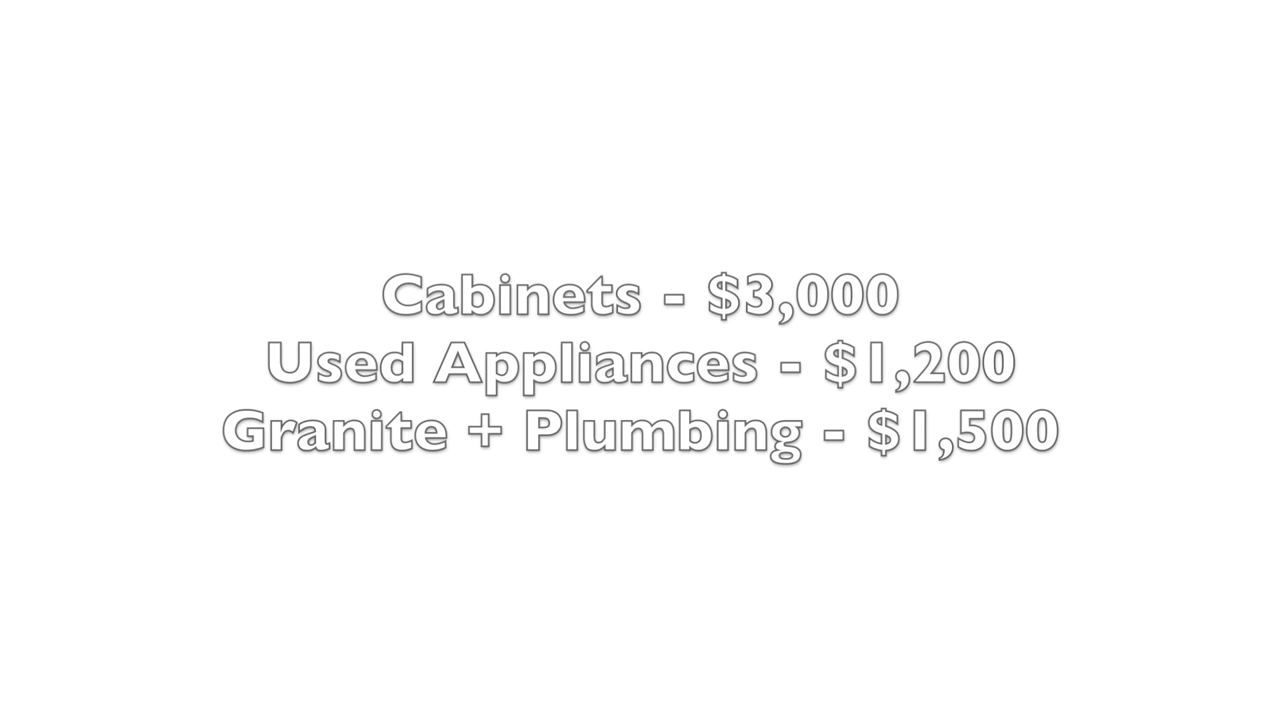 Cabinets - $3,000
Used Appliances - $1,200
Granite + Plumbing - $1,500